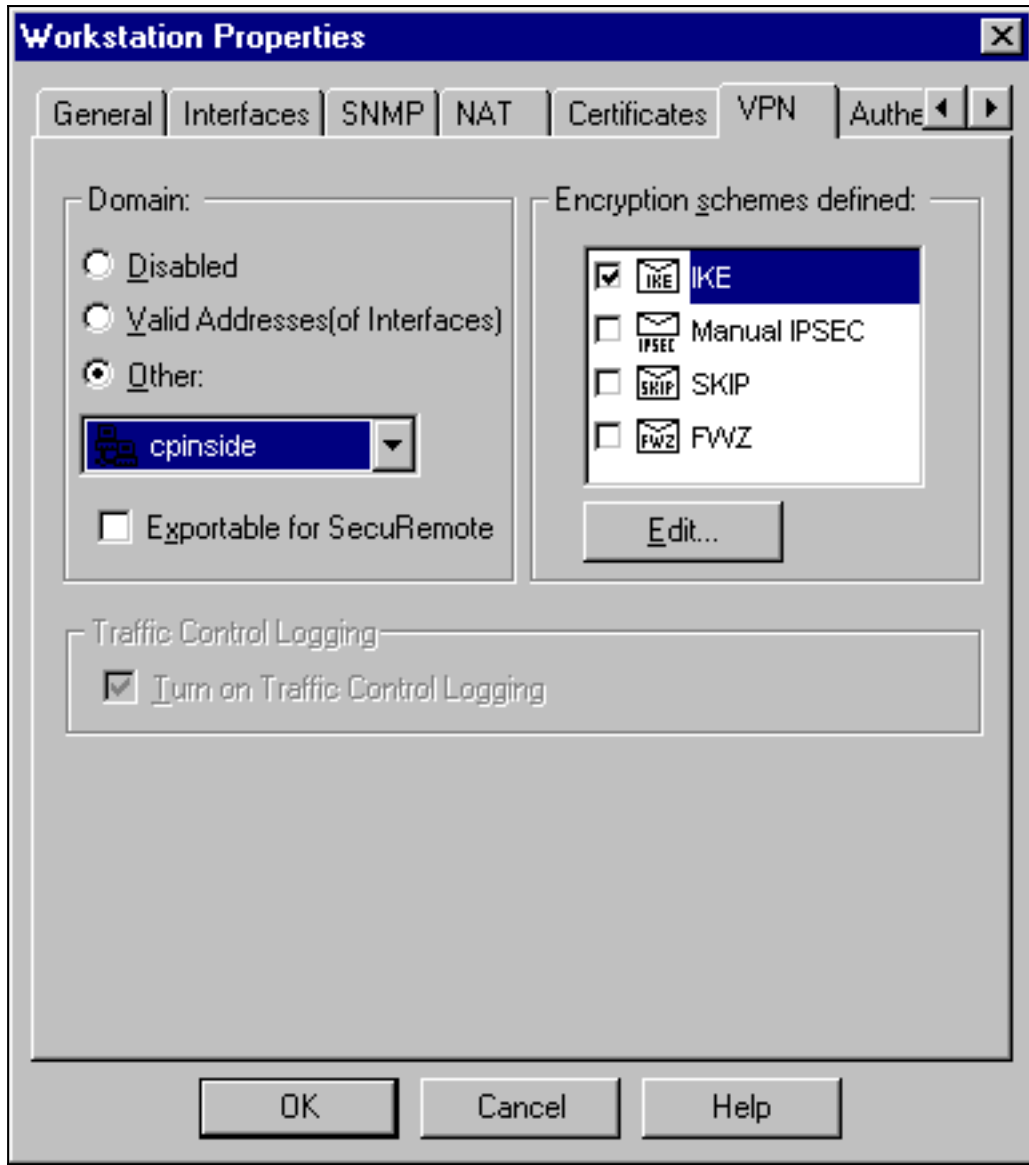 Workstation Properties
General Interfaces SNMP NAT Certificates VPN Authe
Domain:
Disabled
Valid Addresses(of Interfaces)
Other:
cpinside
Exportable for SecuRemote
Encryption schemes defined:
IKE IKE
IPSEC Manual IPSEC
SKIP SKIP
FWZ FWZ
Edit...
Traffic Control Logging
Turn on Traffic Control Logging
OK Cancel Help